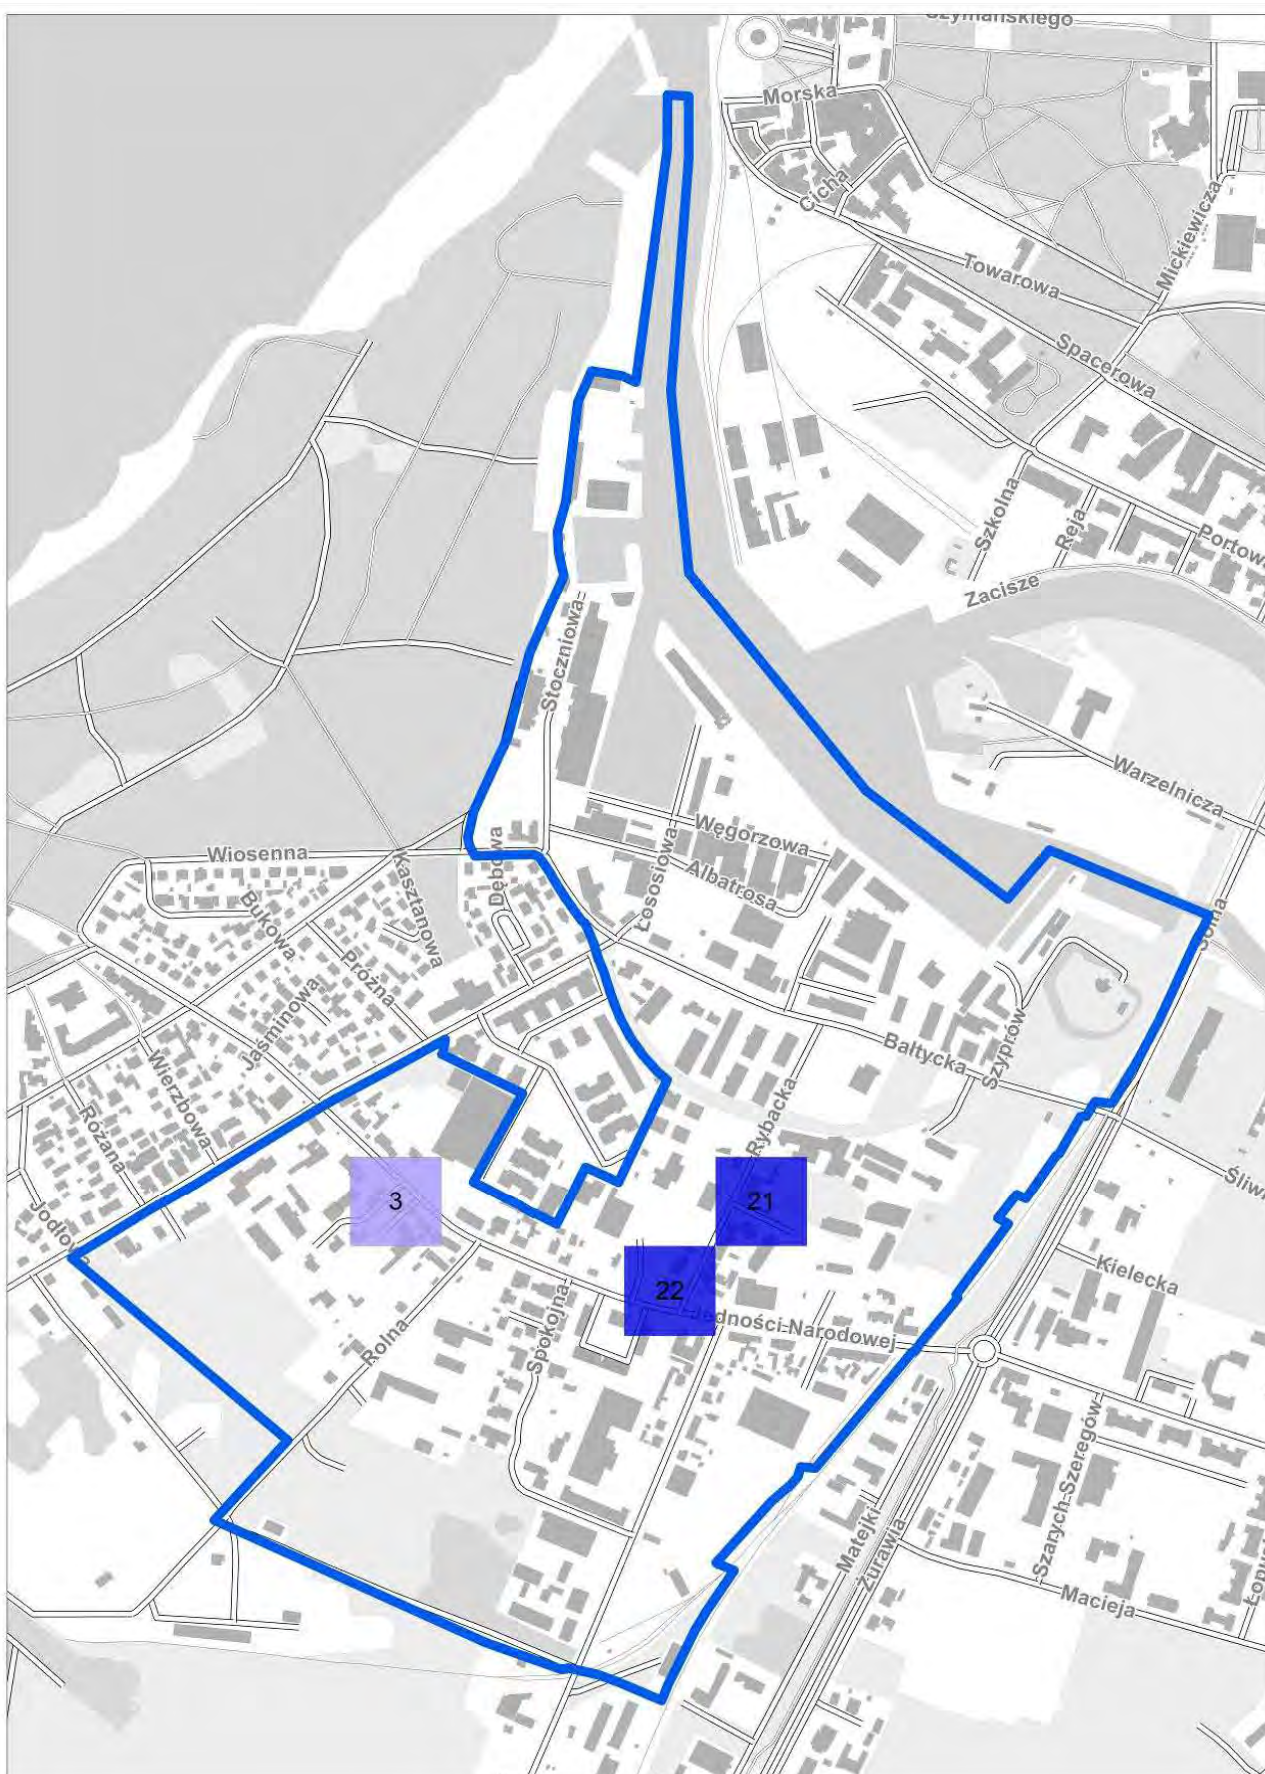 Szymańskiego
Morska
Cicha
Mickiewicza
Towarowa
Spacerowa
Szkolna
Reja
Portowa
Zacisze
Stoczniowa
Warzelnicza
Węgorzowa
Albatrosa
Łososiowa
Wiosenna
Dębowa
Kasztanowa
Bukowa
Próżna
Solna
Jaśminowa
Wierzbowa
Różana
Bałtycka
Szyprów
Rybacka
Jodłowa
Śliwi
3
21
22
Kielecka
Jedności Narodowej
Spokojna
Rolna
Szarych Szeregów
Matejki
Żurawia
Macieja